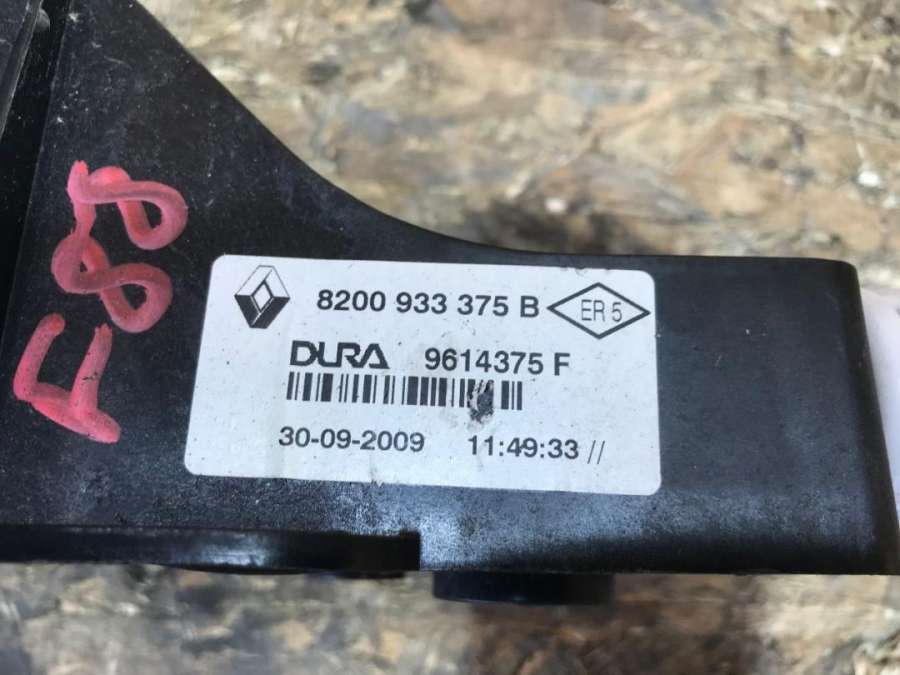 F88
8200 933 375 B
ER 5
DURA 9614375 F
30-09-2009 11:49:33 //